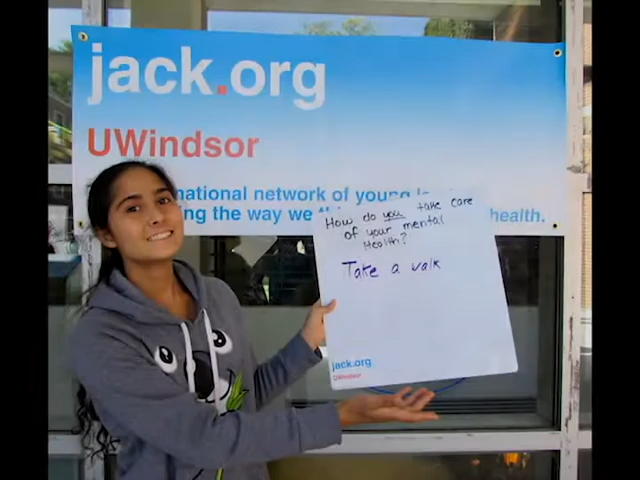 jack.org
UWindsor
national network of young
ing the way we
health.
How do you take care
of your mental
Health?
Take a walk
jack.org
UWindsor